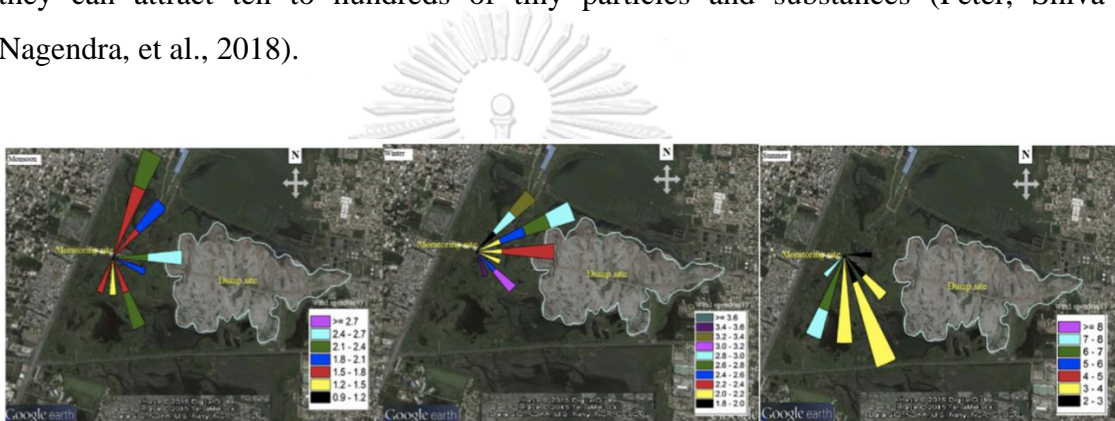 they can attract ten to hundreds of tiny particles and substances (Peter, Shiva
Nagendra, et al., 2018).
Monsoon
N
Monitoring site
Dump site
>= 2.7
2.4 - 2.7
2.1 - 2.4
1.8 - 2.1
1.5 - 1.8
1.2 - 1.5
0.9 - 1.2
Google earth
Winter
N
Monitoring site
Dump site
>= 3.6
3.4 - 3.6
3.2 - 3.4
3.0 - 3.2
2.8 - 3.0
2.6 - 2.8
2.4 - 2.6
2.2 - 2.4
2.0 - 2.2
1.8 - 2.0
Google earth
Summer
N
Monitoring site
Dump site
>= 8
7 - 8
6 - 7
5 - 6
4 - 5
3 - 4
2 - 3
Google earth